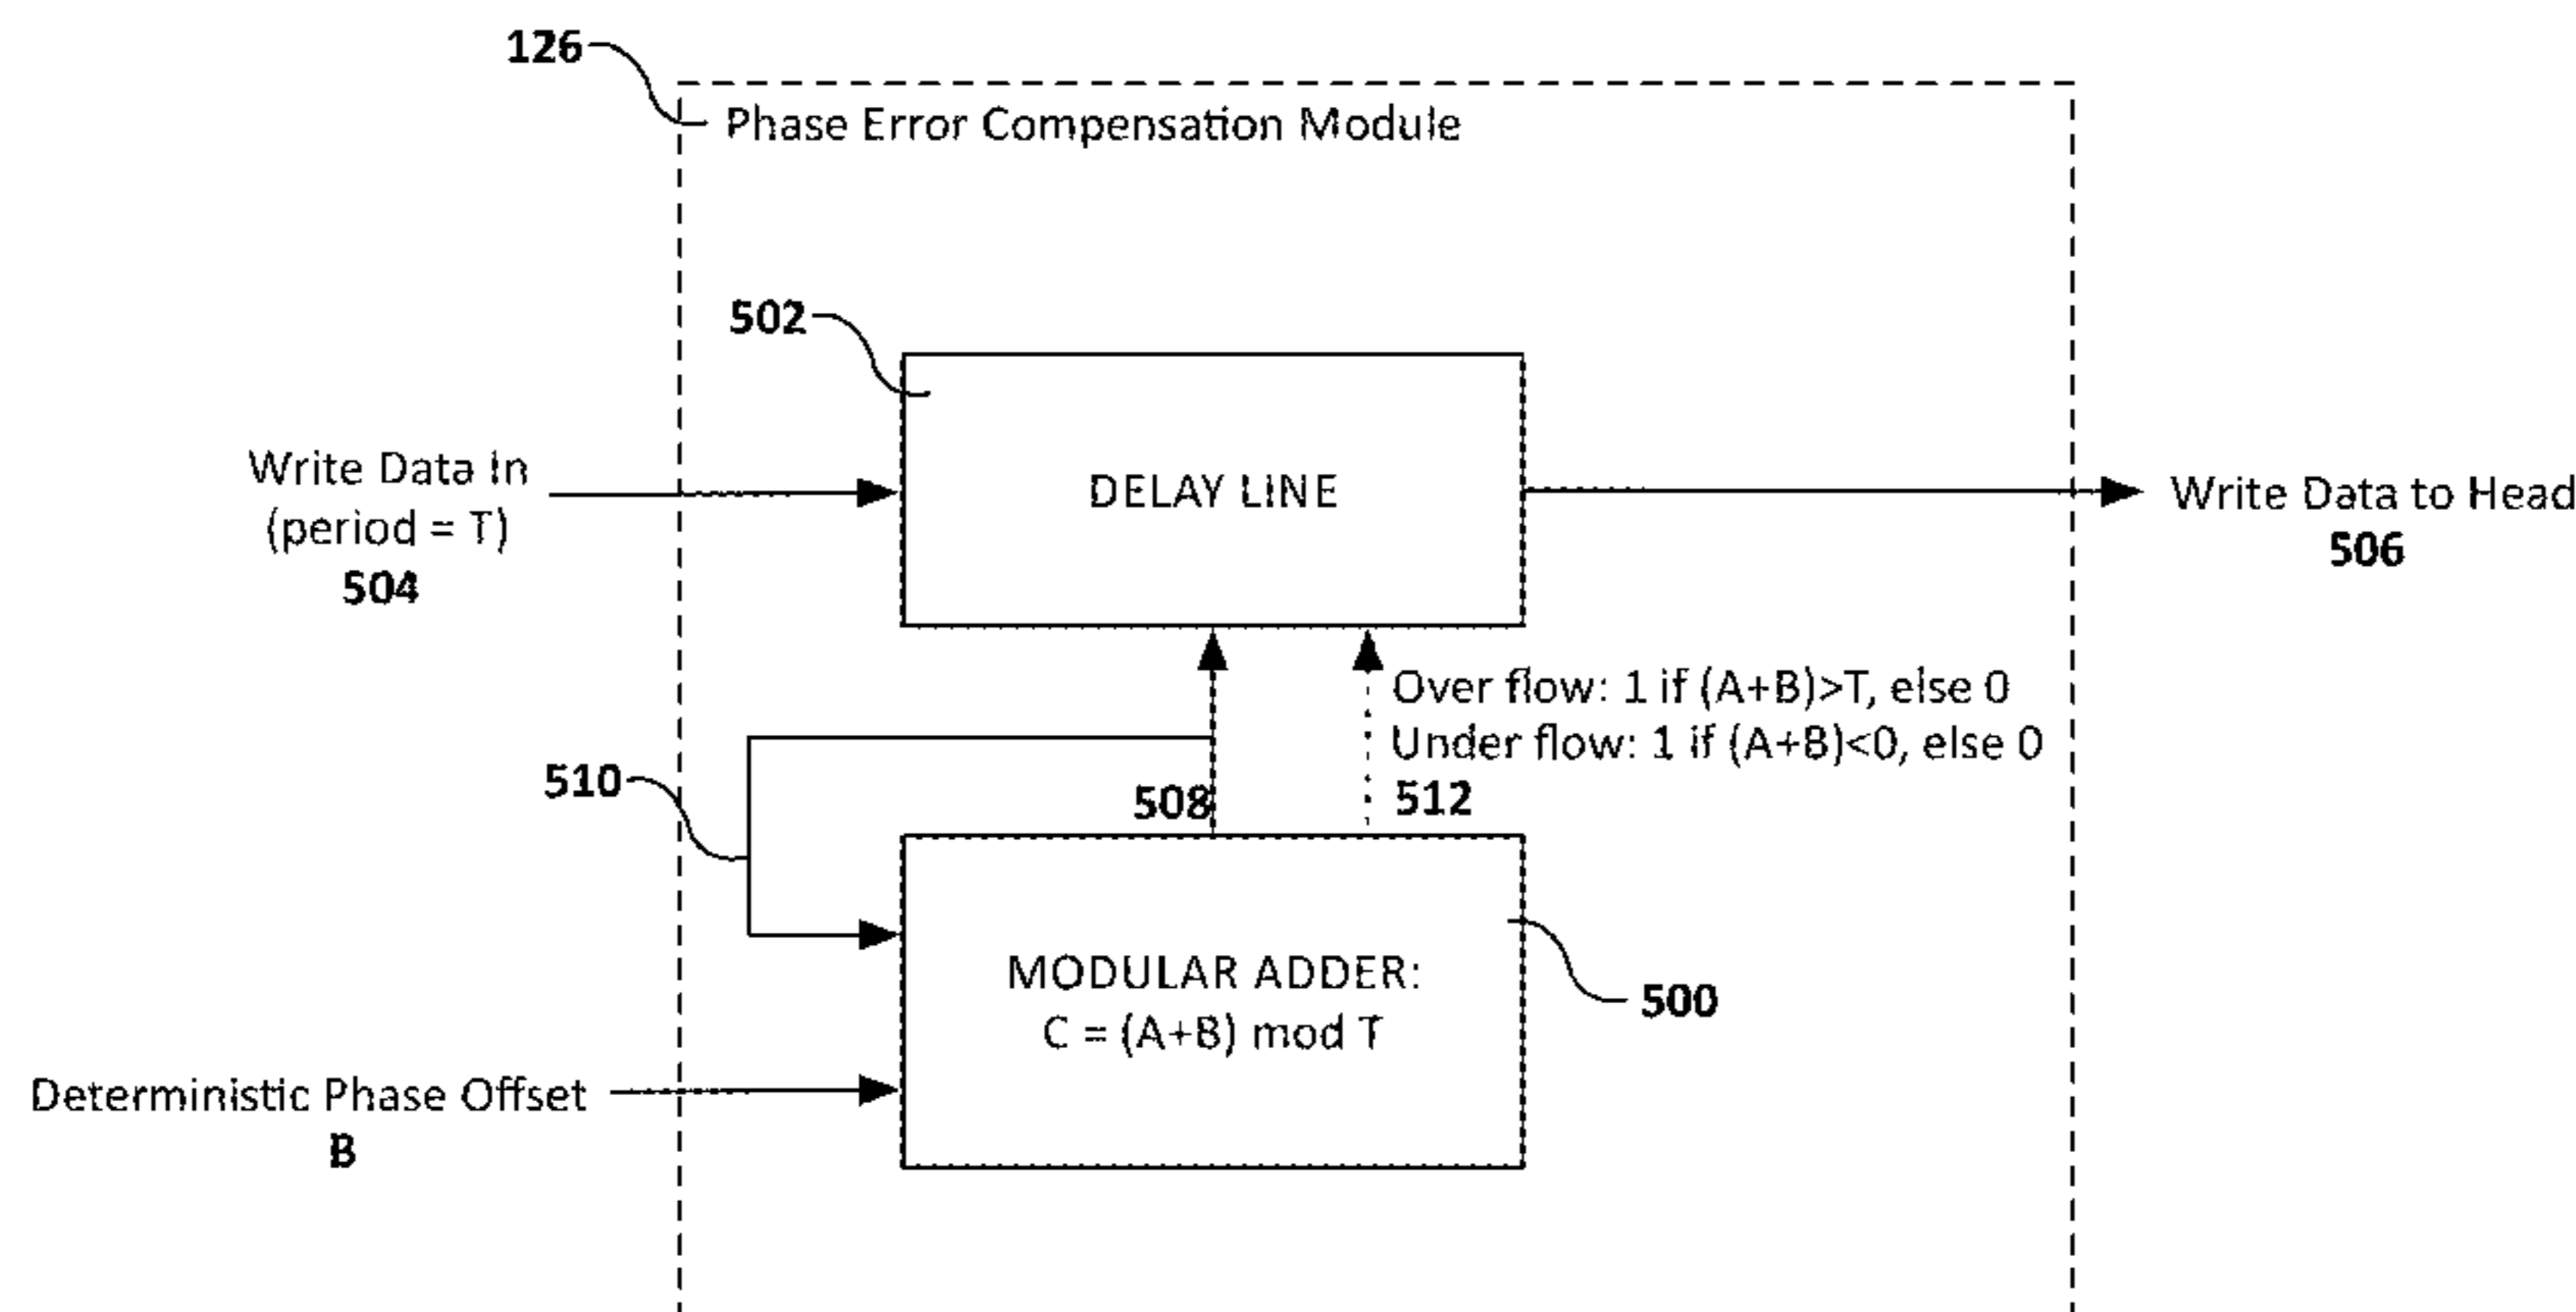 126
Phase Error Compensation Module
502
Write Data In
(period = T)
504
DELAY LINE
Write Data to Head
506
Over flow: 1 if (A+B)>T, else 0
Under flow: 1 if (A+B)<0, else 0
510
508
512
MODULAR ADDER:
C = (A+B) mod T
500
Deterministic Phase Offset
B